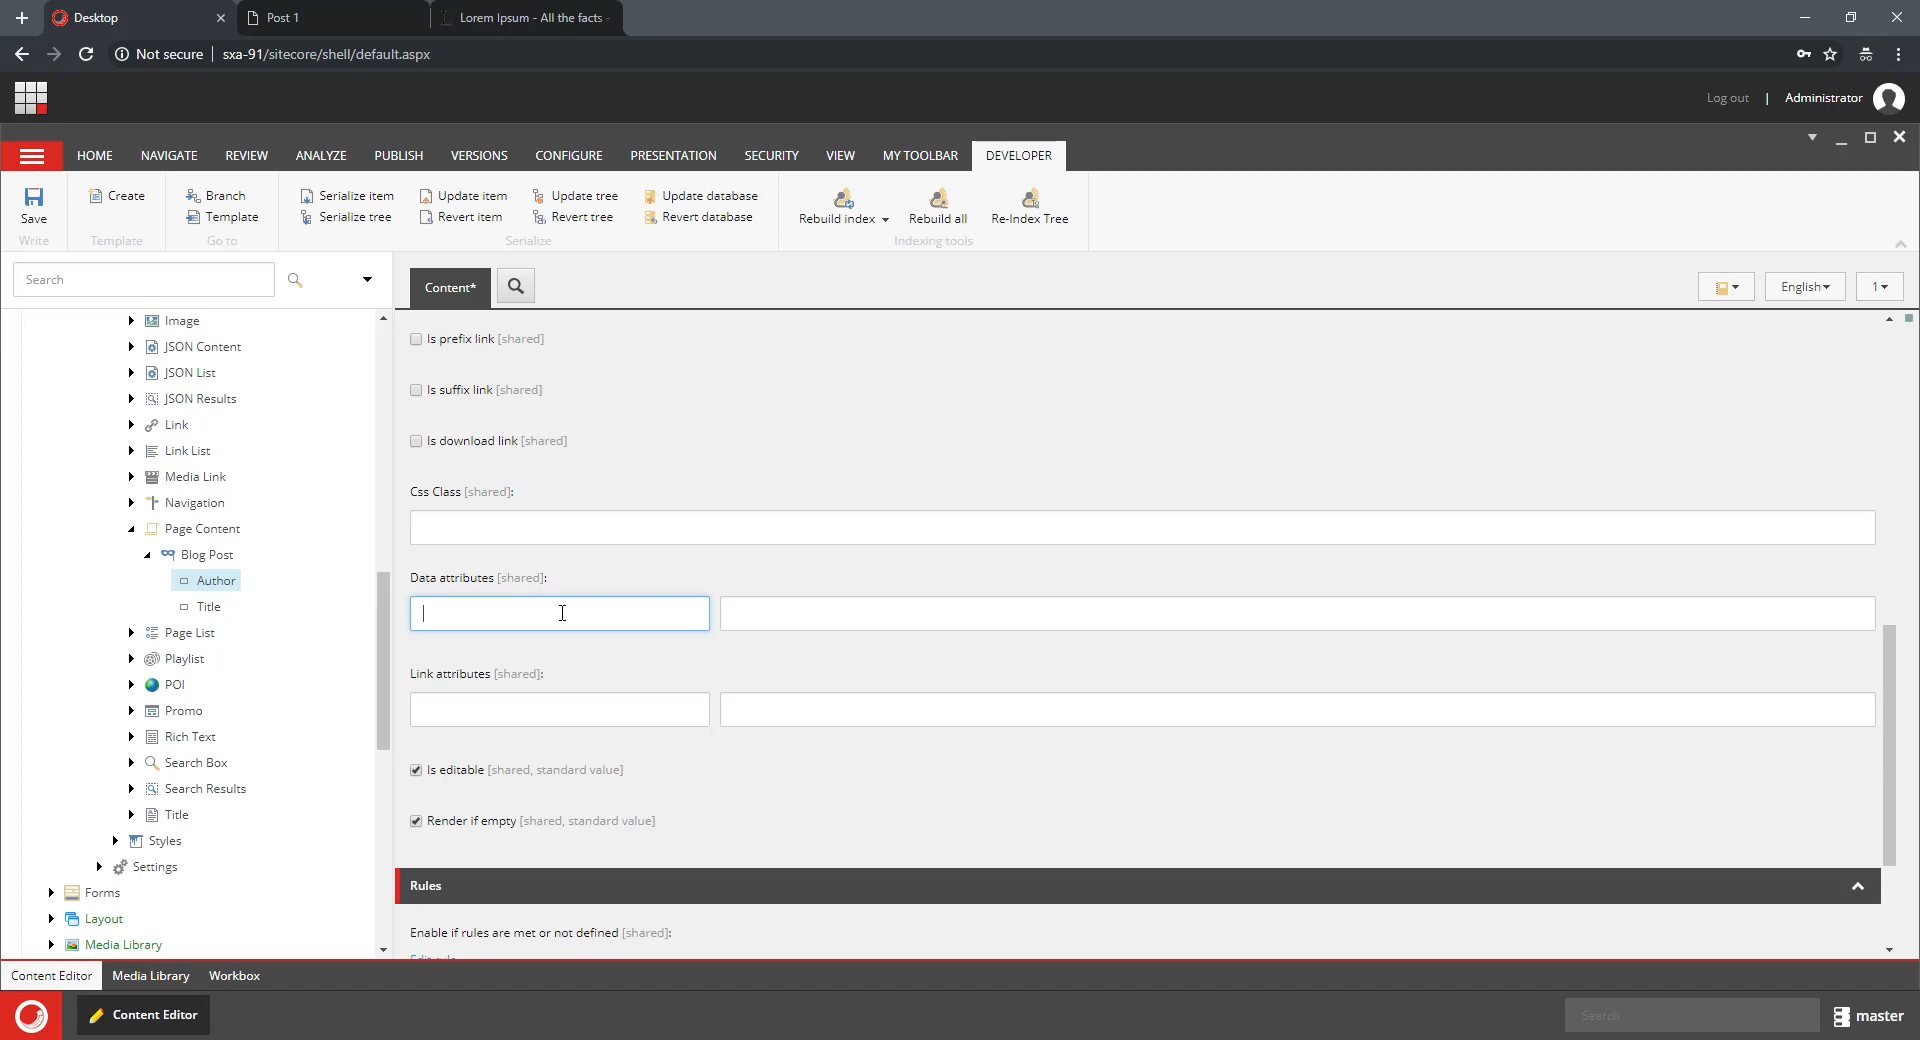 Desktop
Post 1
Lorem Ipsum - All the facts -
Not secure
sxa-91/sitecore/shell/default.aspx
Log out | Administrator
HOME NAVIGATE REVIEW ANALYZE PUBLISH VERSIONS CONFIGURE PRESENTATION SECURITY VIEW MY TOOLBAR DEVELOPER
Save
Write
Create
Template
Branch
Template
Go to
Serialize item Update item Update tree Update database
Serialize tree Revert item Revert tree Revert database
Serialize
Rebuild index Rebuild all Re-Index Tree
Indexing tools
Search
Image
JSON Content
JSON List
JSON Results
Link
Link List
Media Link
Navigation
Page Content
Blog Post
Author
Title
Page List
Playlist
POI
Promo
Rich Text
Search Box
Search Results
Title
Styles
Settings
Forms
Layout
Media Library
Content*
English
1
Is prefix link [shared]
Is suffix link [shared]
Is download link [shared]
Css Class [shared]:
Data attributes [shared]:
Link attributes [shared]:
Is editable [shared, standard value]
Render if empty [shared, standard value]
Rules
Enable if rules are met or not defined [shared]:
Edit rule
Content Editor Media Library Workbox
Content Editor
Search
master